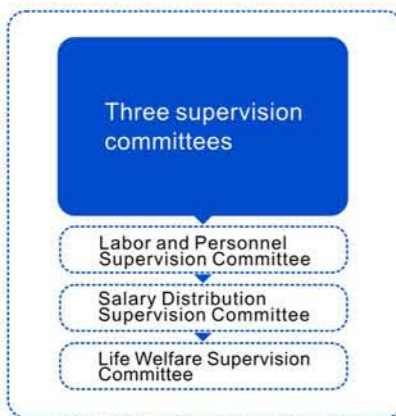 Three supervision
committees
Labor and Personnel
Supervision Committee
Salary Distribution
Supervision Committee
Life Welfare Supervision
Committee